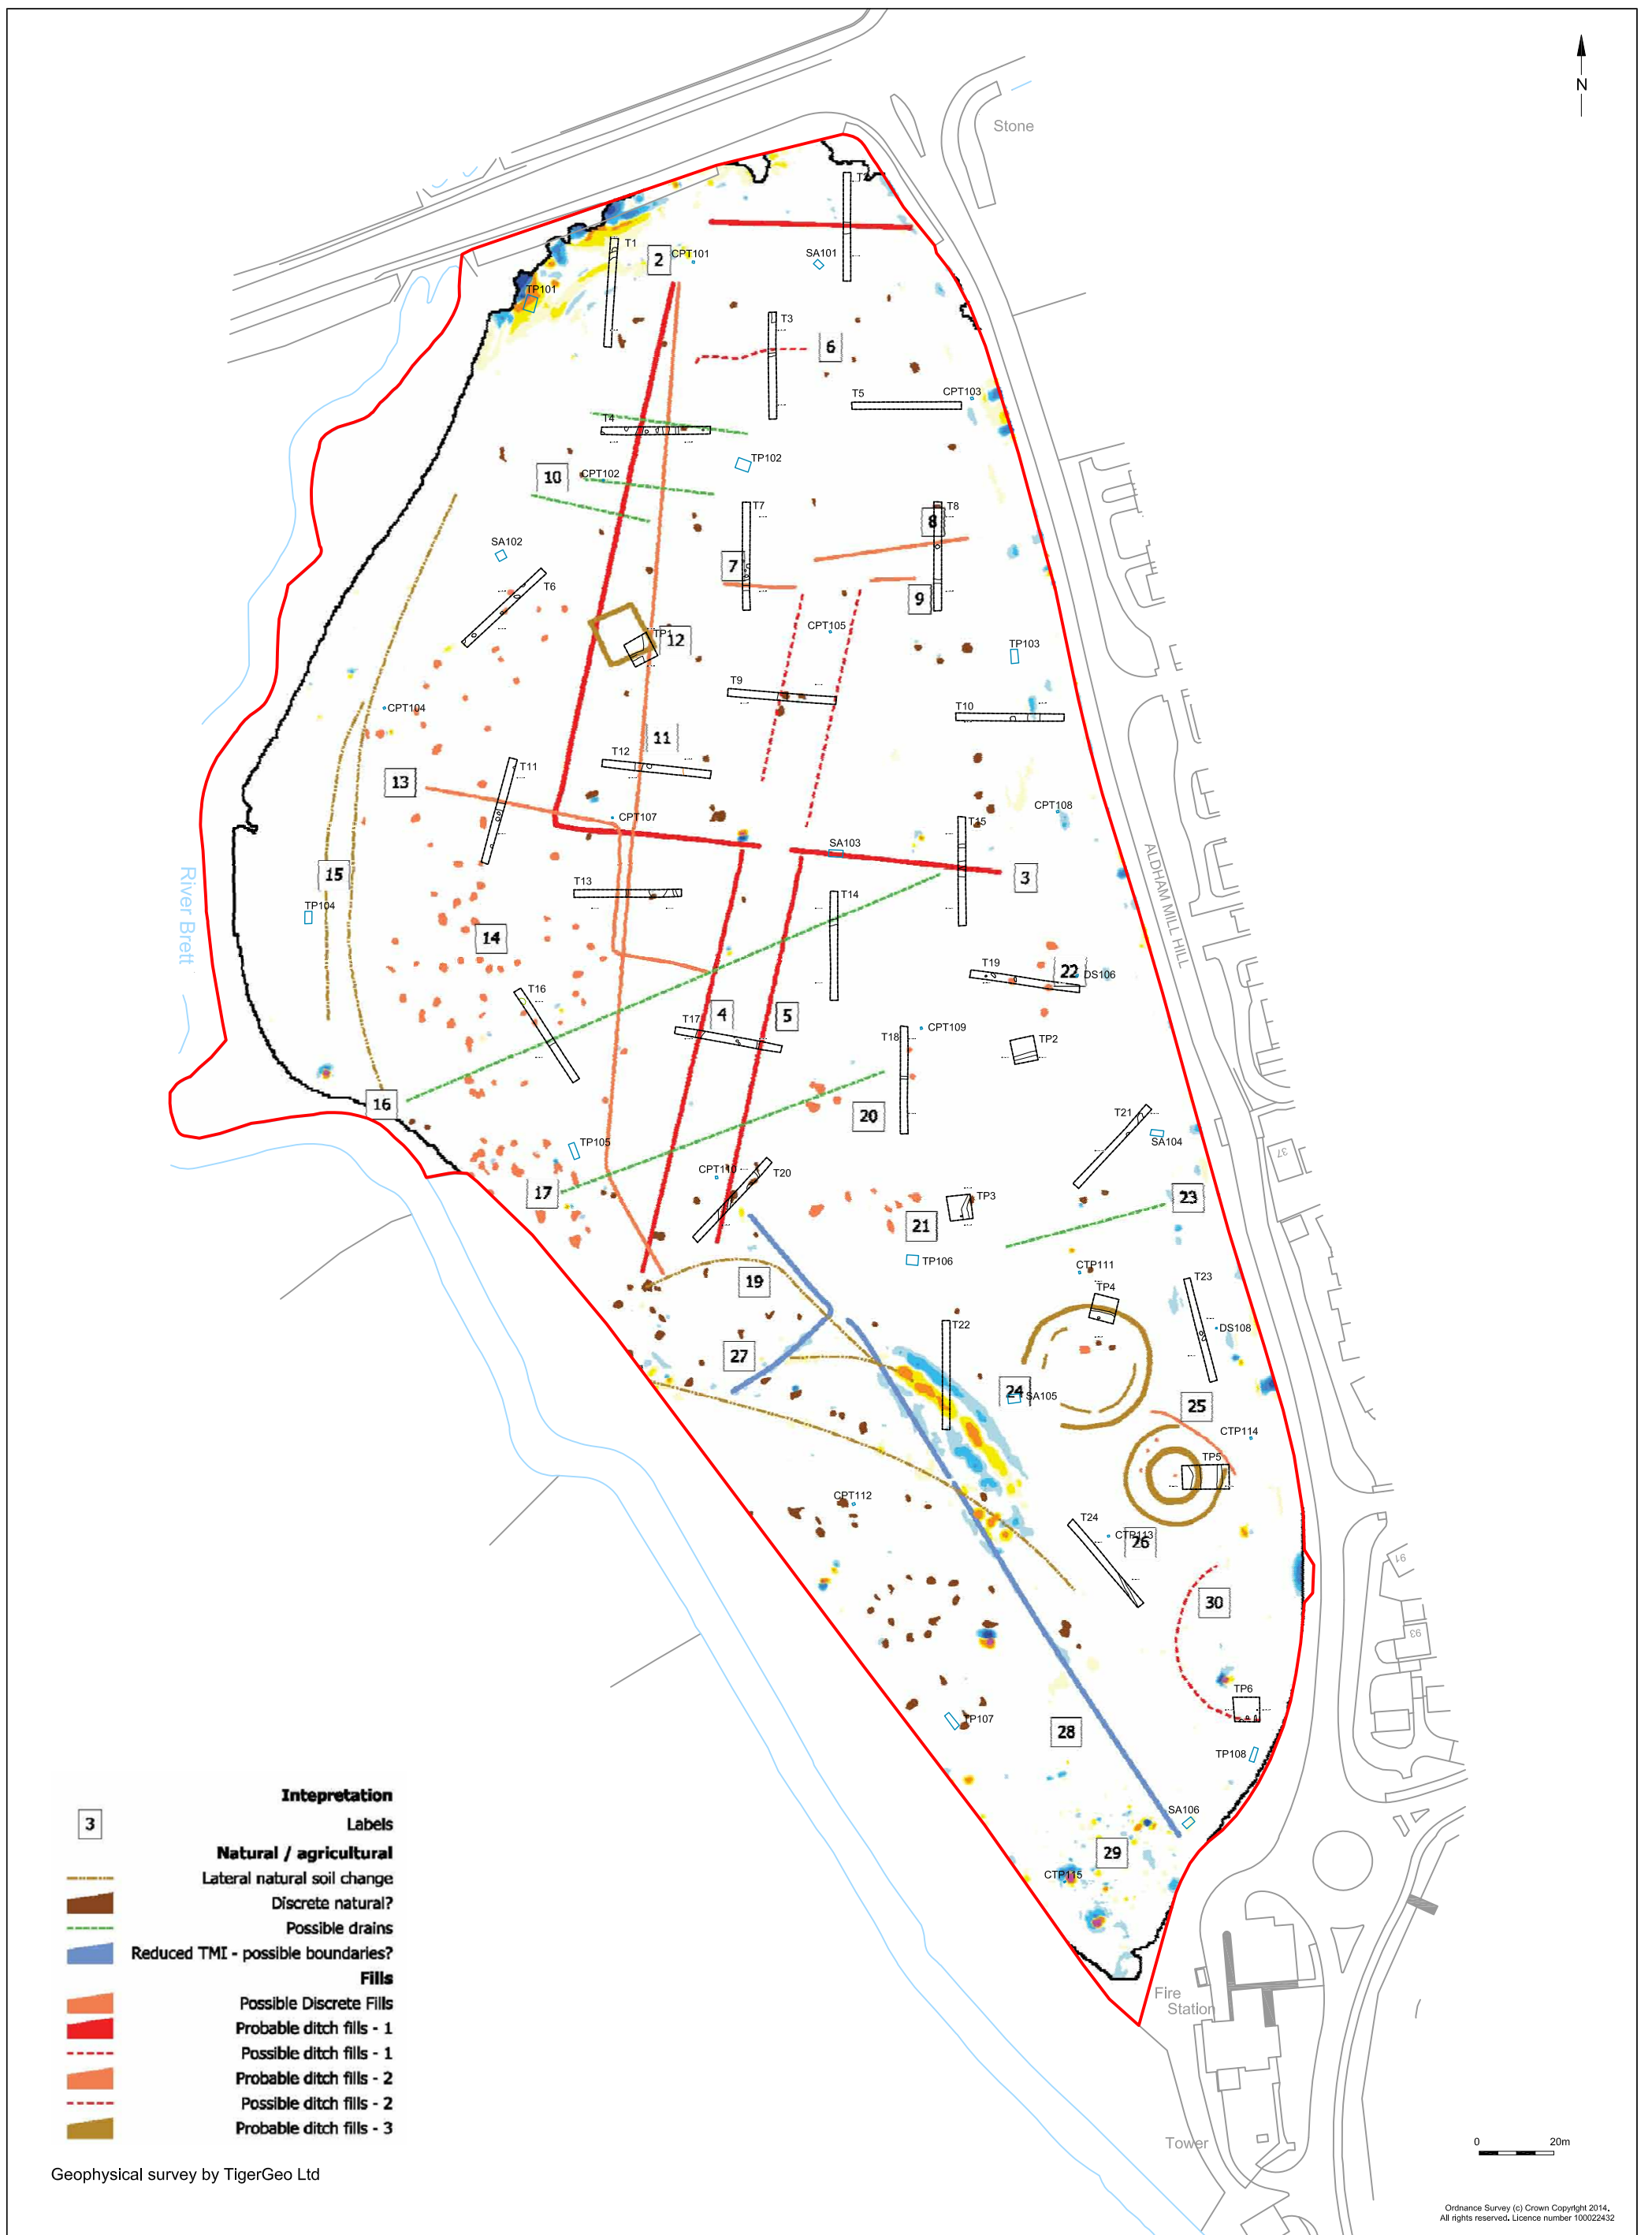 N
Stone
T2
T1
2
CPT101
SA101
TP101
T3
6
T5
CPT103
T4
TP102
10
CPT102
T7
T8
8
SA102
7
T6
9
CPT105
TP1
12
TP103
T9
CPT104
T10
11
T12
T11
13
CPT108
CPT107
T15
SA103
ALDHAM MILL HILL
15
3
T13
T14
River Brett
TP104
14
T19
22
DS106
T16
4
5
T17
CPT109
T18
TP2
16
20
T21
SA104
TP105
37
CPT110
T20
17
TP3
23
21
TP106
CTP111
19
T23
TP4
T22
DS108
27
24
SA105
25
CTP114
TP5
CPT112
T24
CTP113
26
91
30
93
TP6
TP107
28
TP108
SA106
29
CTP115
Fire
Station
Tower
Intepretation
3
Labels
Natural / agricultural
Lateral natural soil change
Discrete natural?
Possible drains
Reduced TMI - possible boundaries?
Fills
Possible Discrete Fills
Probable ditch fills - 1
Possible ditch fills - 1
Probable ditch fills - 2
Possible ditch fills - 2
Probable ditch fills - 3
Geophysical survey by TigerGeo Ltd
0 20m
Ordnance Survey (c) Crown Copyright 2014.
All rights reserved. Licence number 100022432